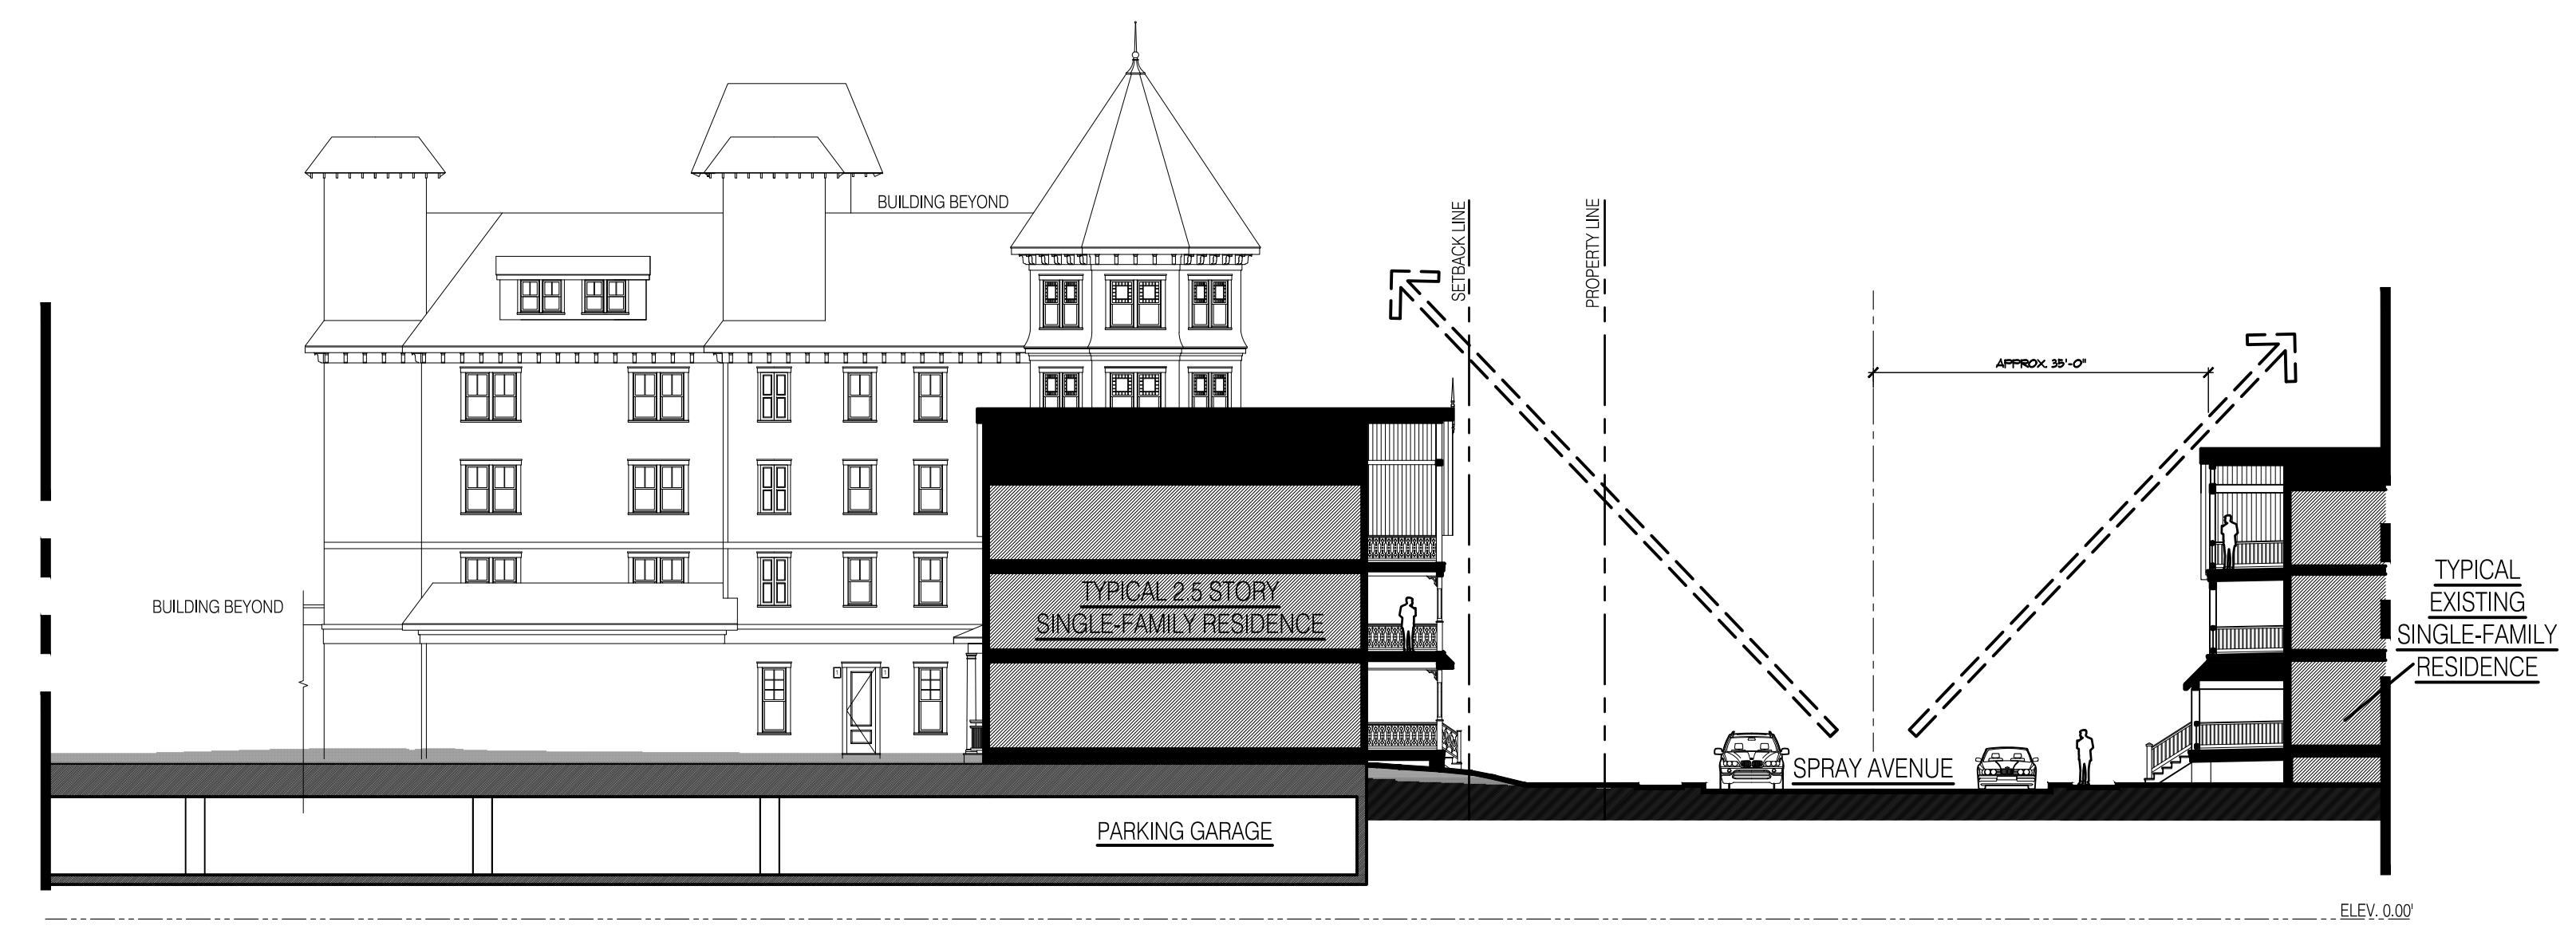 BUILDING BEYOND
SETBACK LINE
PROPERTY LINE
APPROX. 35'-0"
BUILDING BEYOND
TYPICAL 2.5 STORY
SINGLE-FAMILY RESIDENCE
TYPICAL
EXISTING
SINGLE-FAMILY
RESIDENCE
SPRAY AVENUE
PARKING GARAGE
ELEV. 0.00'